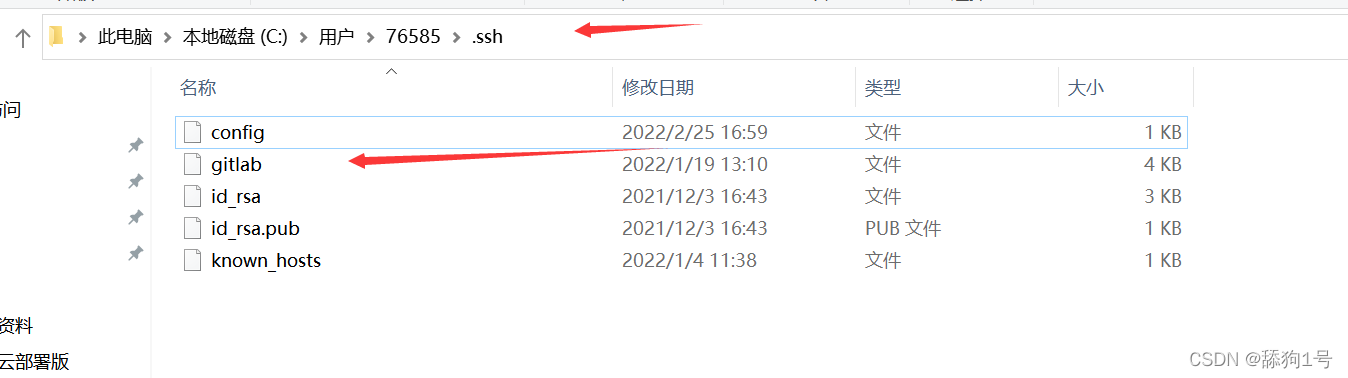 此电脑 本地磁盘 (C:) 用户 76585 .ssh
名称 修改日期 类型 大小
问
config 2022/2/25 16:59 文件 1 KB
gitlab 2022/1/19 13:10 文件 4 KB
id_rsa 2021/12/3 16:43 文件 3 KB
id_rsa.pub 2021/12/3 16:43 PUB 文件 1 KB
known_hosts 2022/1/4 11:38 文件 1 KB
资料
云部署版
CSDN @舔狗1号